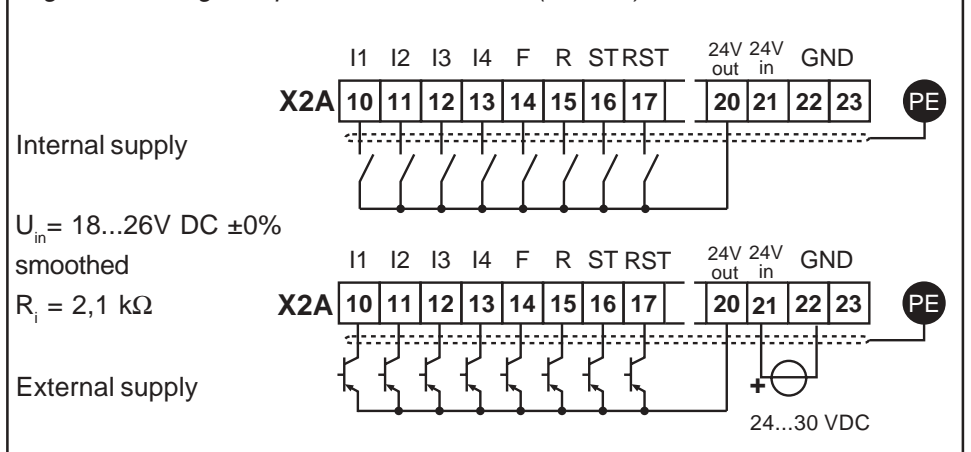 I1 I2 I3 I4 F R ST RST 24V out 24V in GND
X2A 10 11 12 13 14 15 16 17 20 21 22 23 PE
Internal supply
Uin= 18...26V DC ±0%
smoothed
Ri = 2,1 kΩ
I1 I2 I3 I4 F R ST RST 24V out 24V in GND
X2A 10 11 12 13 14 15 16 17 20 21 22 23 PE
External supply
+
24...30 VDC